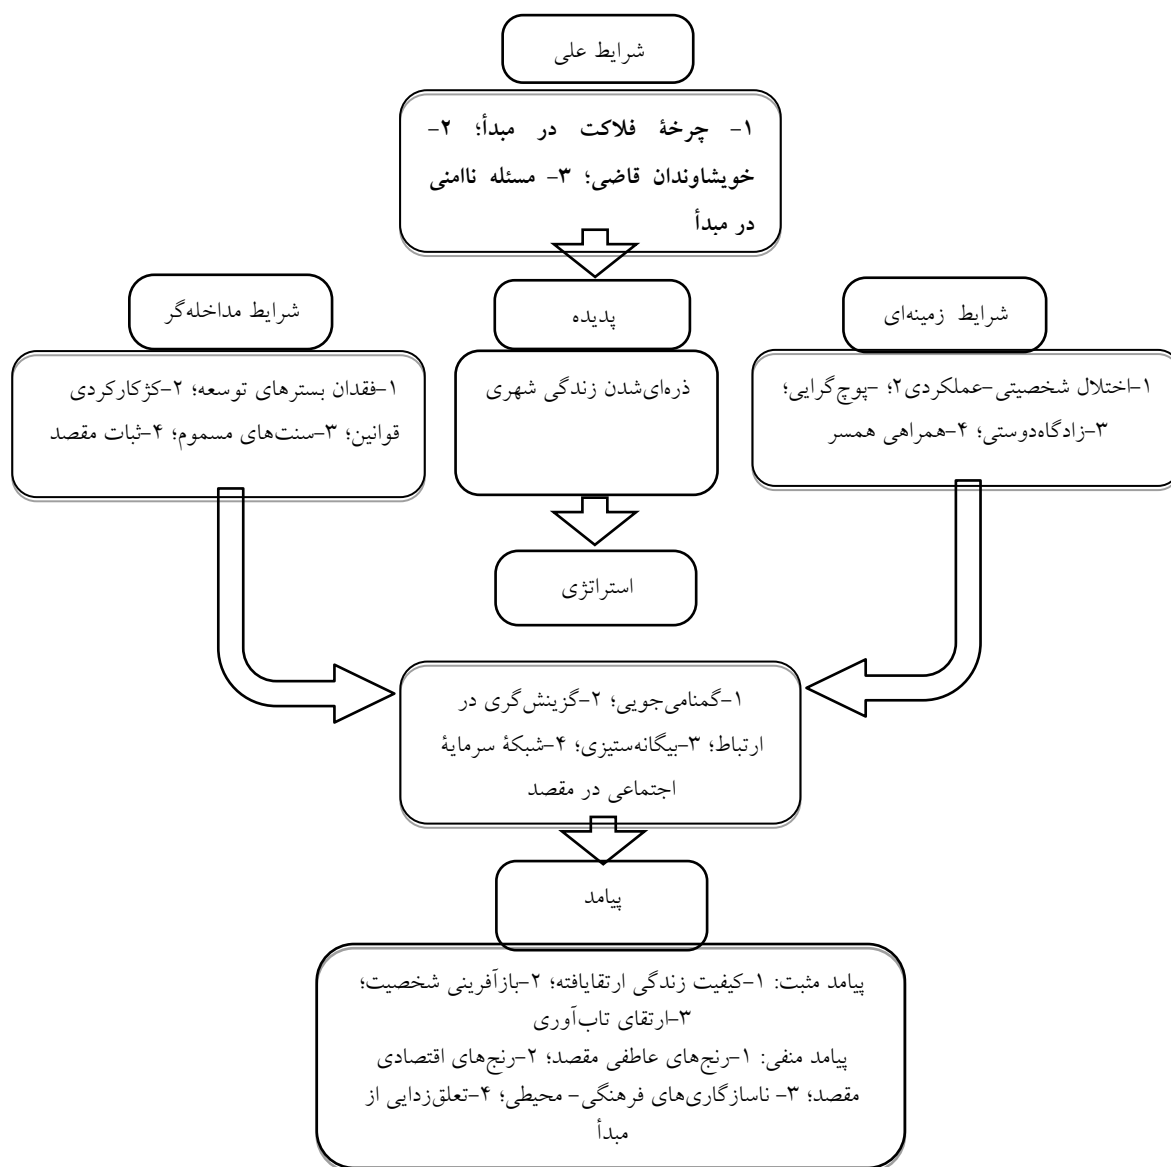 شرایط علی
۱- چرخۀ فلاکت در مبدأ؛ ۲-
خویشاوندان قاضی؛ ۳- مسئله ناامنی
در مبدأ
شرایط زمینه‌ای
۱-اختلال شخصیتی-عملکردی۲؛ -پوچ‌گرایی؛
۳-زادگاه‌دوستی؛ ۴-همراهی همسر
پدیده
ذره‌ای‌شدن زندگی شهری
شرایط مداخله‌گر
۱-فقدان بسترهای توسعه؛ ۲-کژکارکردی
قوانین؛ ۳-سنت‌های مسموم؛ ۴-ثبات مقصد
استراتژی
۱-گمنامی‌جویی؛ ۲-گزینش‌گری در
ارتباط؛ ۳-بیگانه‌ستیزی؛ ۴-شبکۀ سرمایۀ
اجتماعی در مقصد
پیامد
پیامد مثبت: ۱-کیفیت زندگی ارتقایافته؛ ۲-بازآفرینی شخصیت؛
۳-ارتقای تاب‌آوری
پیامد منفی: ۱-رنج‌های عاطفی مقصد؛ ۲-رنج‌های اقتصادی
مقصد؛ ۳- ناسازگاری‌های فرهنگی- محیطی؛ ۴-تعلق‌زدایی از
مبدأ